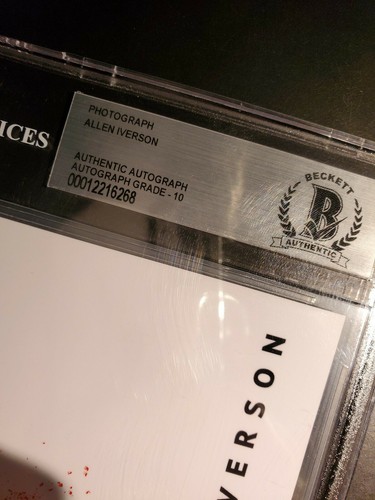 ICES
PHOTOGRAPH
ALLEN IVERSON
AUTHENTIC AUTOGRAPH
AUTOGRAPH GRADE - 10
00012216268
BECKETT
B
AUTHENTIC
VERSON